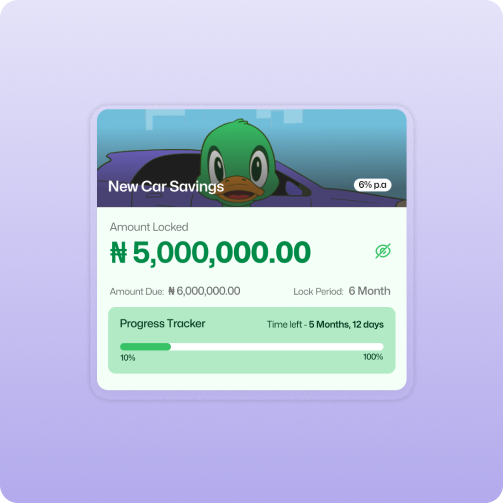 New Car Savings
6% p.a
Amount Locked
₦ 5,000,000.00
Amount Due: ₦ 6,000,000.00
Lock Period: 6 Month
Progress Tracker
Time left - 5 Months, 12 days
10%
100%